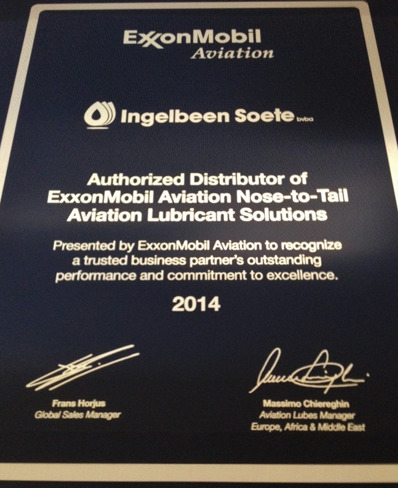 ExxonMobil
Aviation
Ingelbeen Soete bvba
Authorized Distributor of
ExxonMobil Aviation Nose-to-Tail
Aviation Lubricant Solutions
Presented by ExxonMobil Aviation to recognize
a trusted business partner's outstanding
performance and commitment to excellence.
2014
Frans Horjus
Global Sales Manager
Massimo Chiereghin
Aviation Lubes Manager
Europe, Africa & Middle East